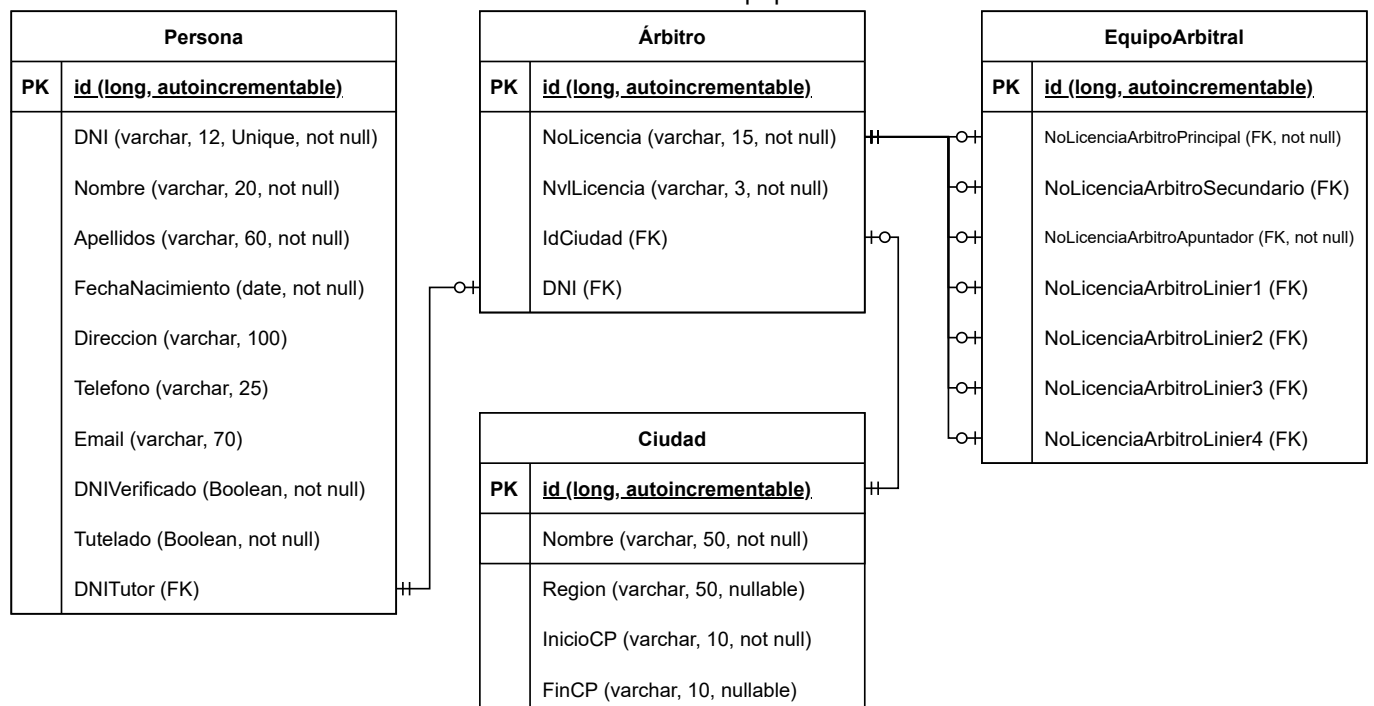 Persona
PK id (long, autoincrementable)
DNI (varchar, 12, Unique, not null)
Nombre (varchar, 20, not null)
Apellidos (varchar, 60, not null)
FechaNacimiento (date, not null)
Direccion (varchar, 100)
Telefono (varchar, 25)
Email (varchar, 70)
DNIVerificado (Boolean, not null)
Tutelado (Boolean, not null)
DNITutor (FK)
Árbitro
PK id (long, autoincrementable)
NoLicencia (varchar, 15, not null)
NvlLicencia (varchar, 3, not null)
IdCiudad (FK)
DNI (FK)
Ciudad
PK id (long, autoincrementable)
Nombre (varchar, 50, not null)
Region (varchar, 50, nullable)
InicioCP (varchar, 10, not null)
FinCP (varchar, 10, nullable)
EquipoArbitral
PK id (long, autoincrementable)
NoLicenciaArbitroPrincipal (FK, not null)
NoLicenciaArbitroSecundario (FK)
NoLicenciaArbitroApuntador (FK, not null)
NoLicenciaArbitroLinier1 (FK)
NoLicenciaArbitroLinier2 (FK)
NoLicenciaArbitroLinier3 (FK)
NoLicenciaArbitroLinier4 (FK)